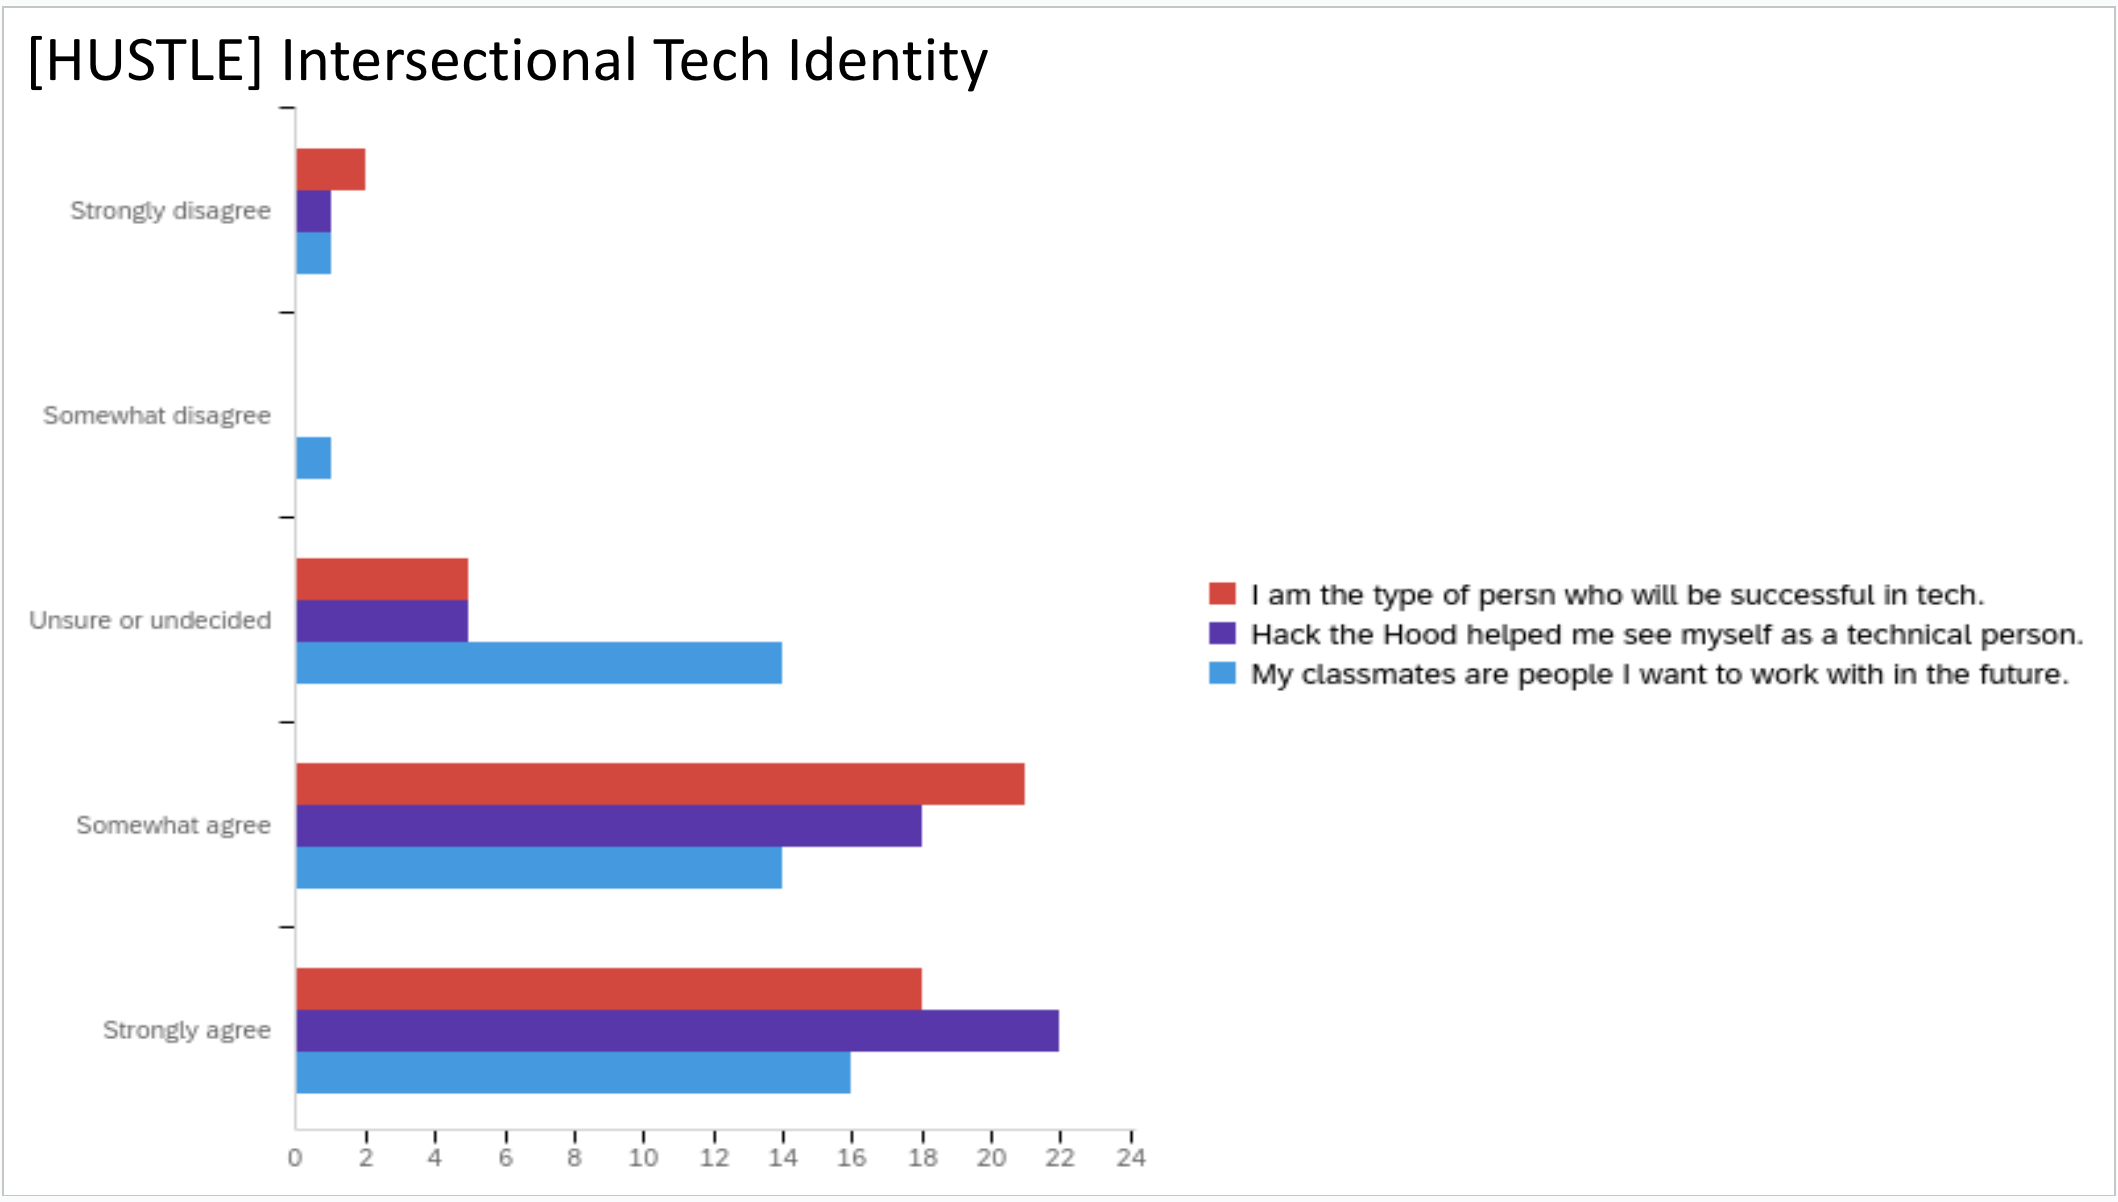 [HUSTLE] Intersectional Tech Identity
Strongly disagree
Somewhat disagree
Unsure or undecided
Somewhat agree
Strongly agree
0 2 4 6 8 10 12 14 16 18 20 22 24
I am the type of persn who will be successful in tech.
Hack the Hood helped me see myself as a technical person.
My classmates are people I want to work with in the future.